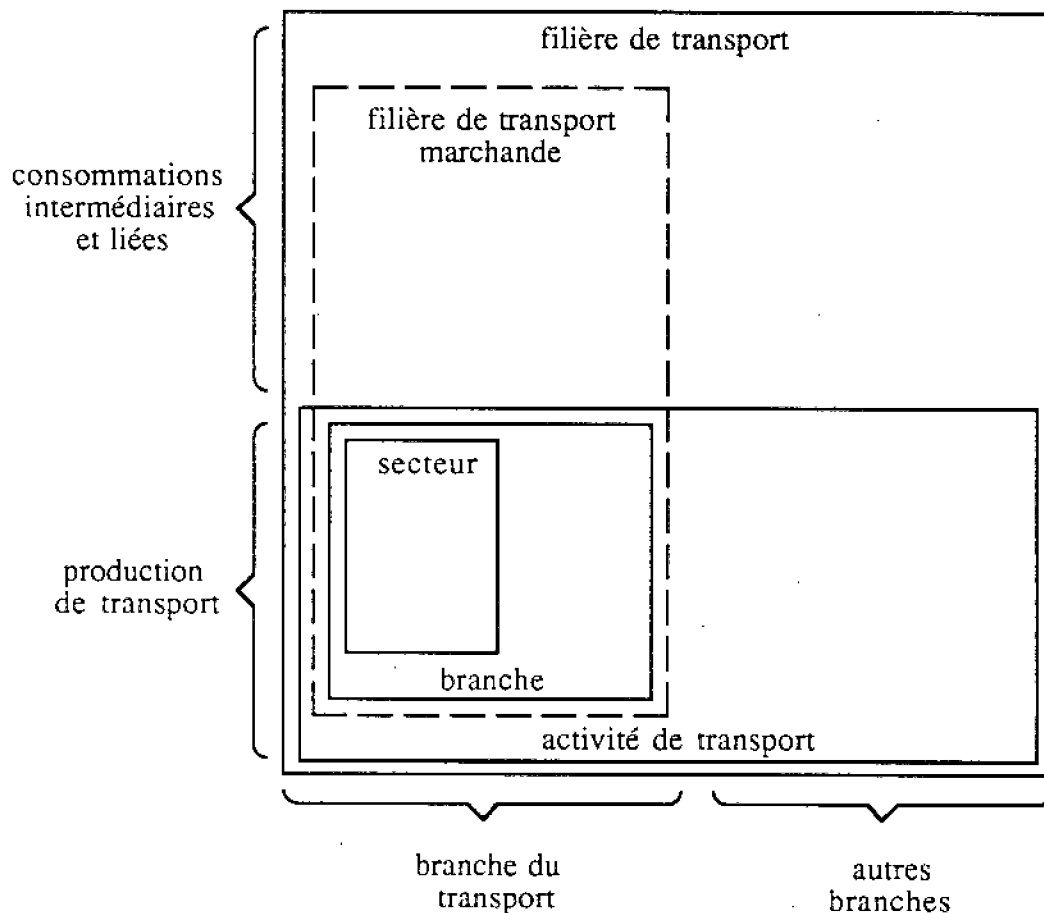 filière de transport
filière de transport
marchande
consommations
intermédiaires
et liées
secteur
production
de transport
branche
activité de transport
branche du
transport
autres
branches